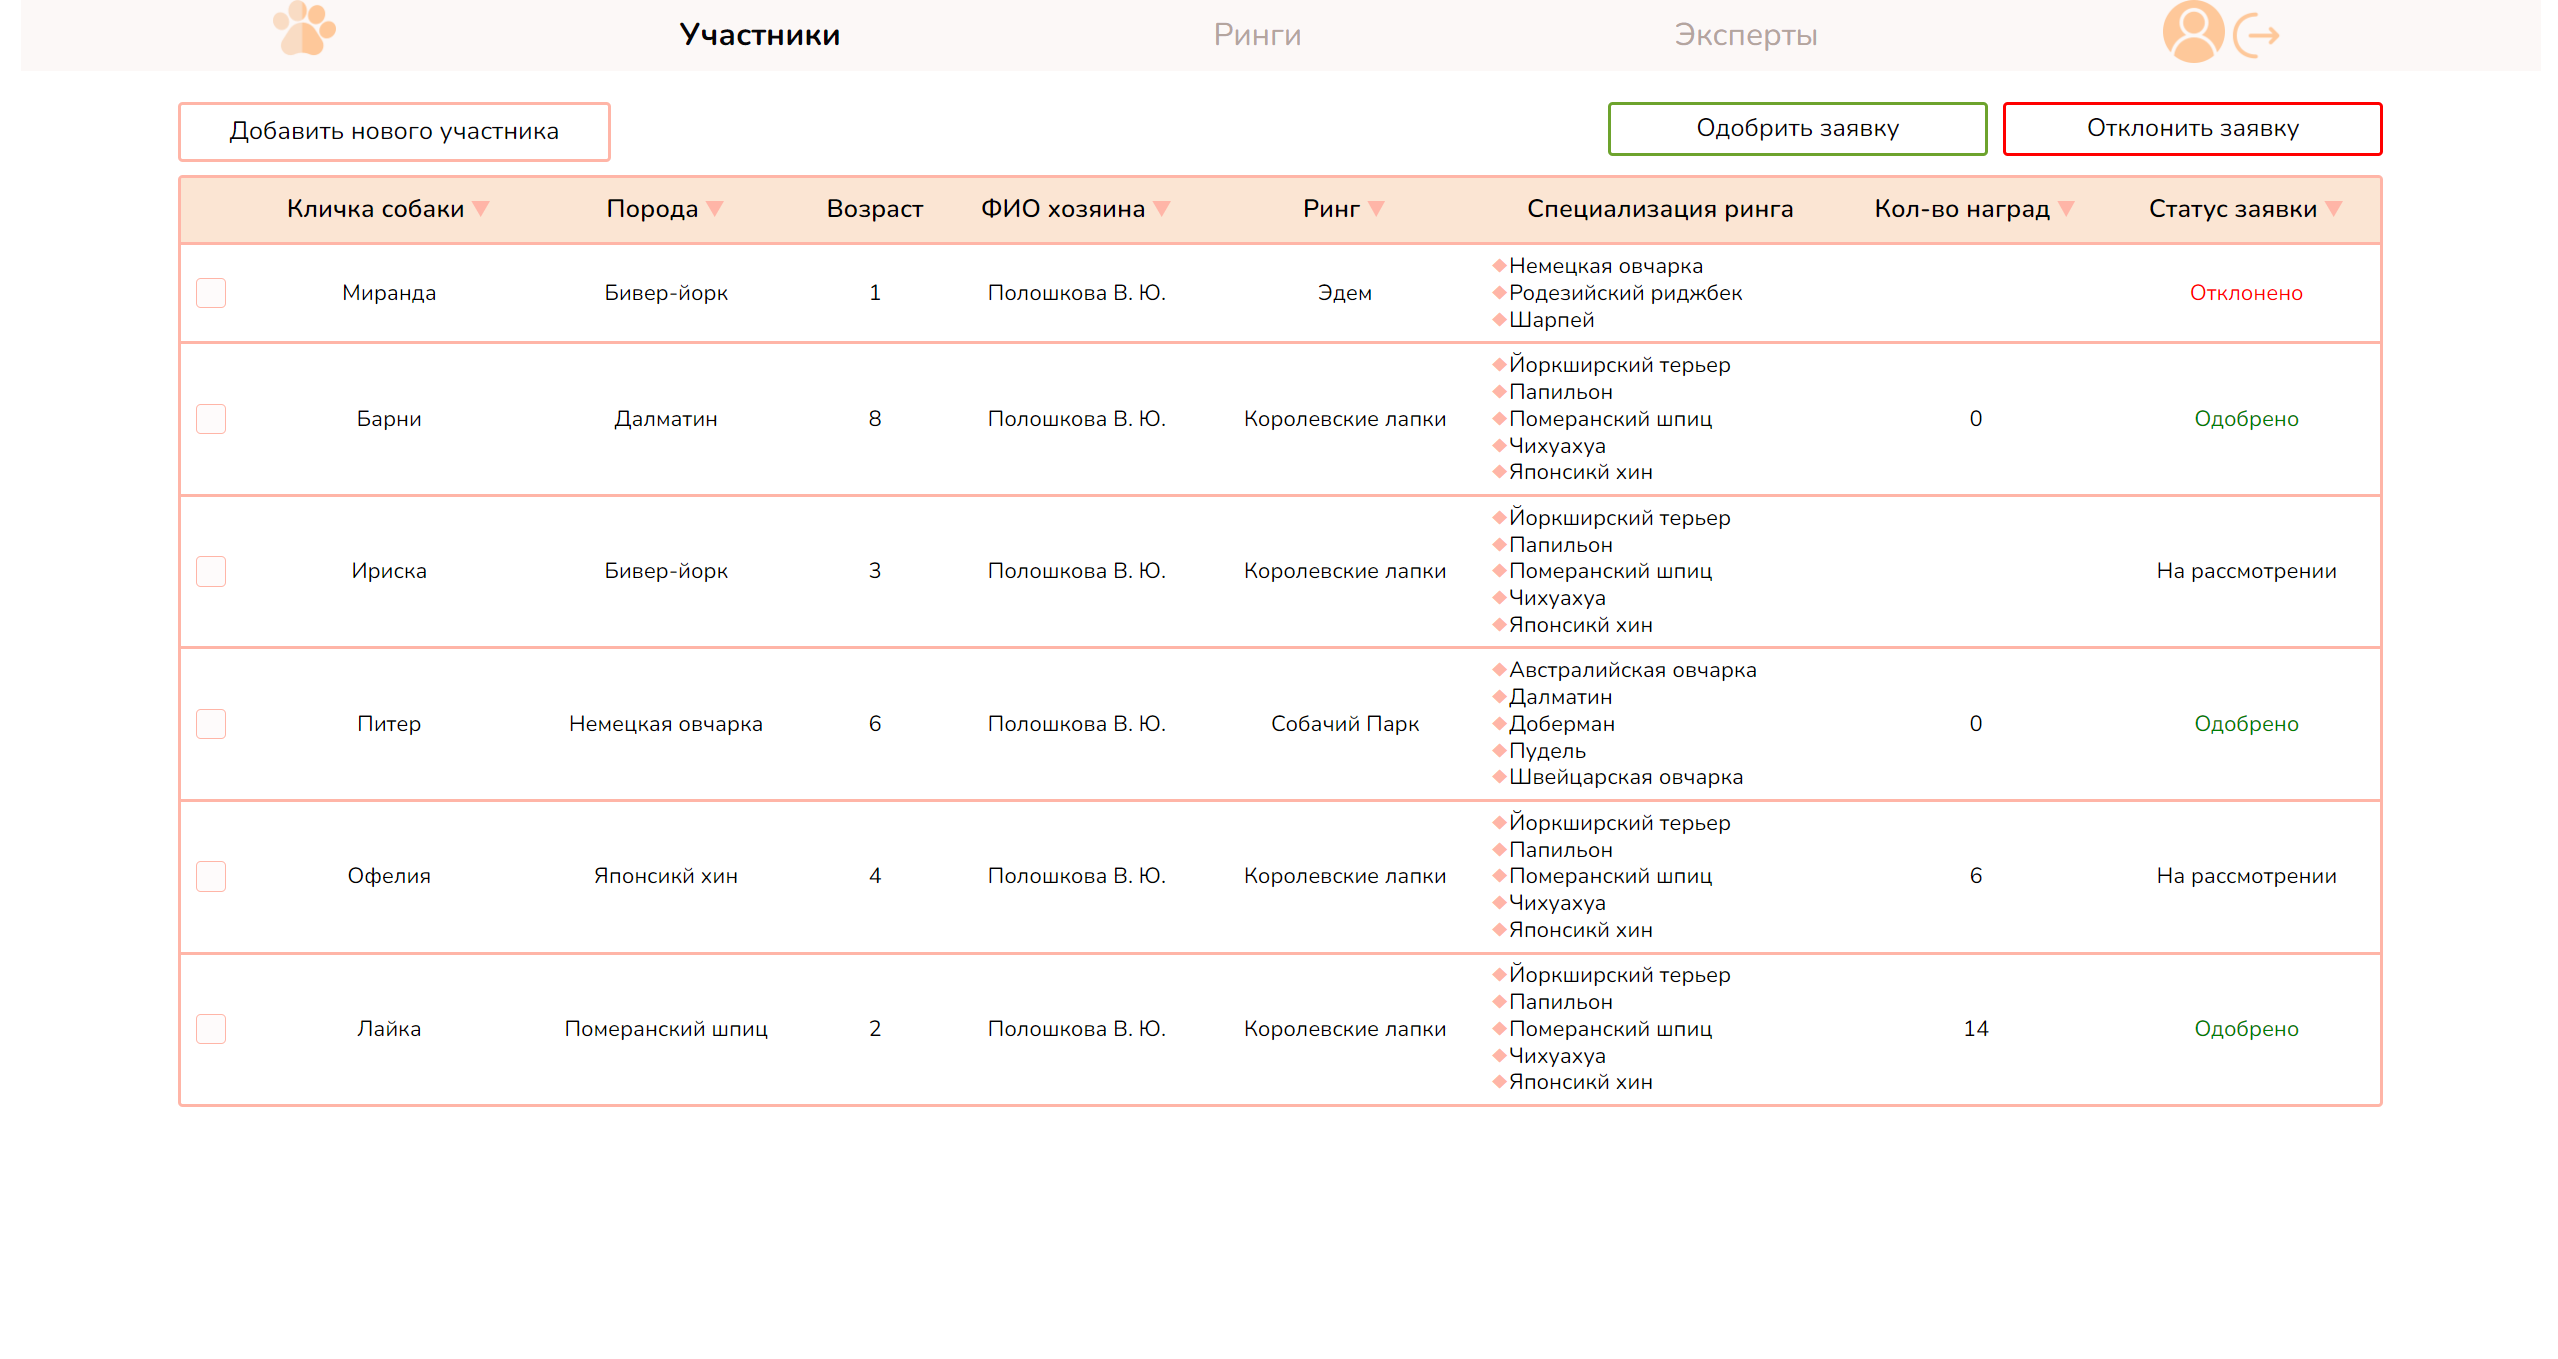 Участники Ринги Эксперты
Добавить нового участника Одобрить заявку Отклонить заявку
Кличка собаки Порода Возраст ФИО хозяина Ринг Специализация ринга Кол-во наград Статус заявки
Немецкая овчарка
Миранда Бивер-йорк 1 Полошкова В. Ю. Эдем Родезийский риджбек Отклонено
Шарпей
Йоркширский терьер
Папильон
Барни Далматин 8 Полошкова В. Ю. Королевские лапки Померанский шпиц 0 Одобрено
Чихуахуа
Японсикй хин
Йоркширский терьер
Папильон
Ириска Бивер-йорк 3 Полошкова В. Ю. Королевские лапки Померанский шпиц На рассмотрении
Чихуахуа
Японсикй хин
Австралийская овчарка
Далматин
Питер Немецкая овчарка 6 Полошкова В. Ю. Собачий Парк Доберман 0 Одобрено
Пудель
Швейцарская овчарка
Йоркширский терьер
Папильон
Офелия Японсикй хин 4 Полошкова В. Ю. Королевские лапки Померанский шпиц 6 На рассмотрении
Чихуахуа
Японсикй хин
Йоркширский терьер
Папильон
Лайка Померанский шпиц 2 Полошкова В. Ю. Королевские лапки Померанский шпиц 14 Одобрено
Чихуахуа
Японсикй хин